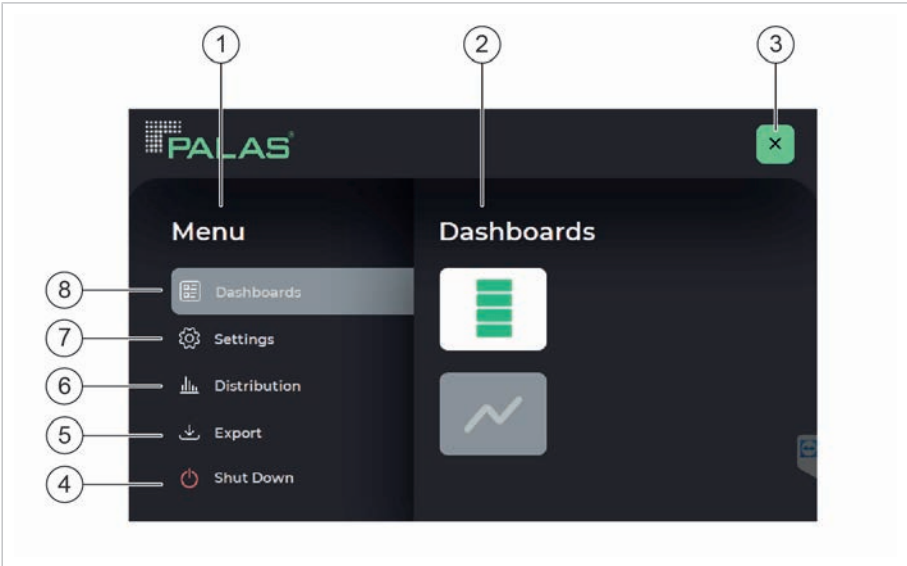 1
2
3
PALAS®
Menu
Dashboards
8
Dashboards
7
Settings
6
Distribution
5
Export
4
Shut Down